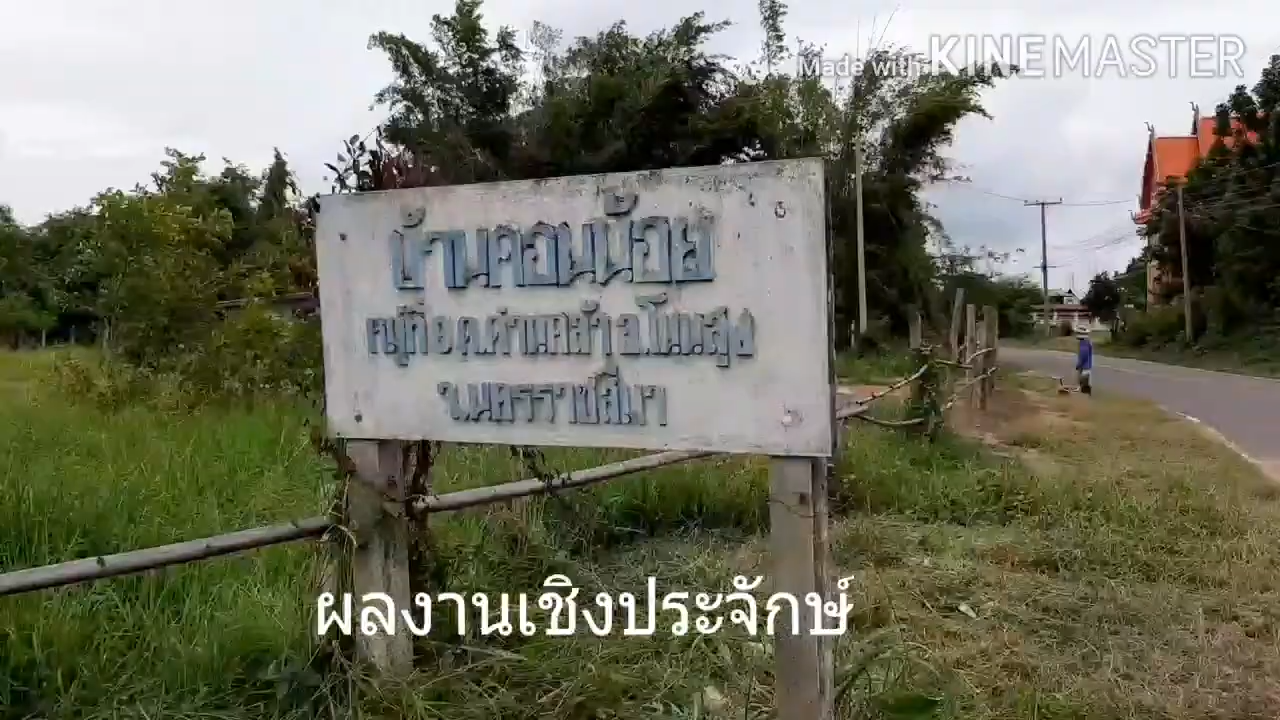 Made with KINEMASTER
บ้านดอนน้อย
หมู่ที่ ๕ ต.ด่านคล้า อ.โนนสูง
จ.นครราชสีมา
ผลงานเชิงประจักษ์